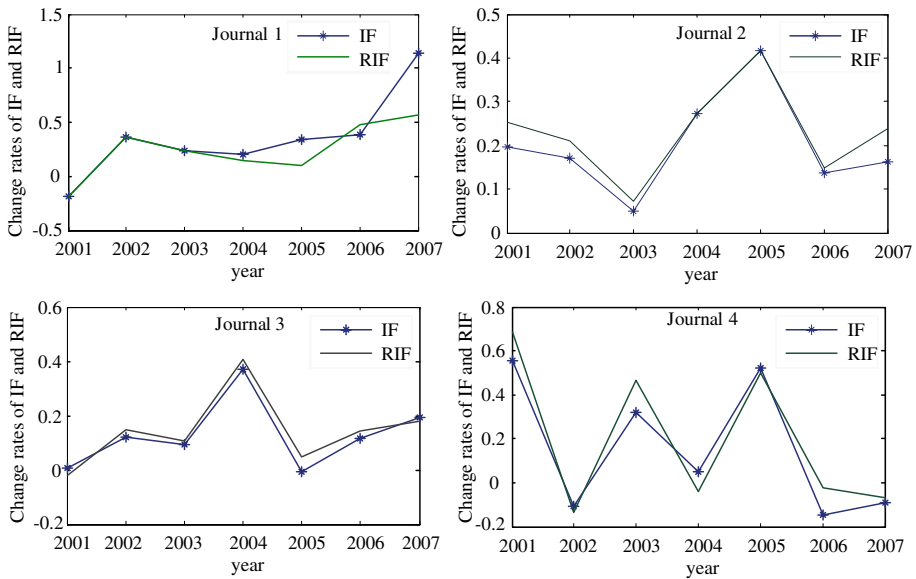 Journal 1
IF
RIF
Change rates of IF and RIF
1.5
1
0.5
0
-0.5
2001 2002 2003 2004 2005 2006 2007
year
Journal 2
IF
RIF
Change rates of IF and RIF
0.5
0.4
0.3
0.2
0.1
0
2001 2002 2003 2004 2005 2006 2007
year
Journal 3
IF
RIF
Change rates of IF and RIF
0.6
0.4
0.2
0
-0.2
2001 2002 2003 2004 2005 2006 2007
year
Journal 4
IF
RIF
Change rates of IF and RIF
0.8
0.6
0.4
0.2
0
-0.2
2001 2002 2003 2004 2005 2006 2007
year